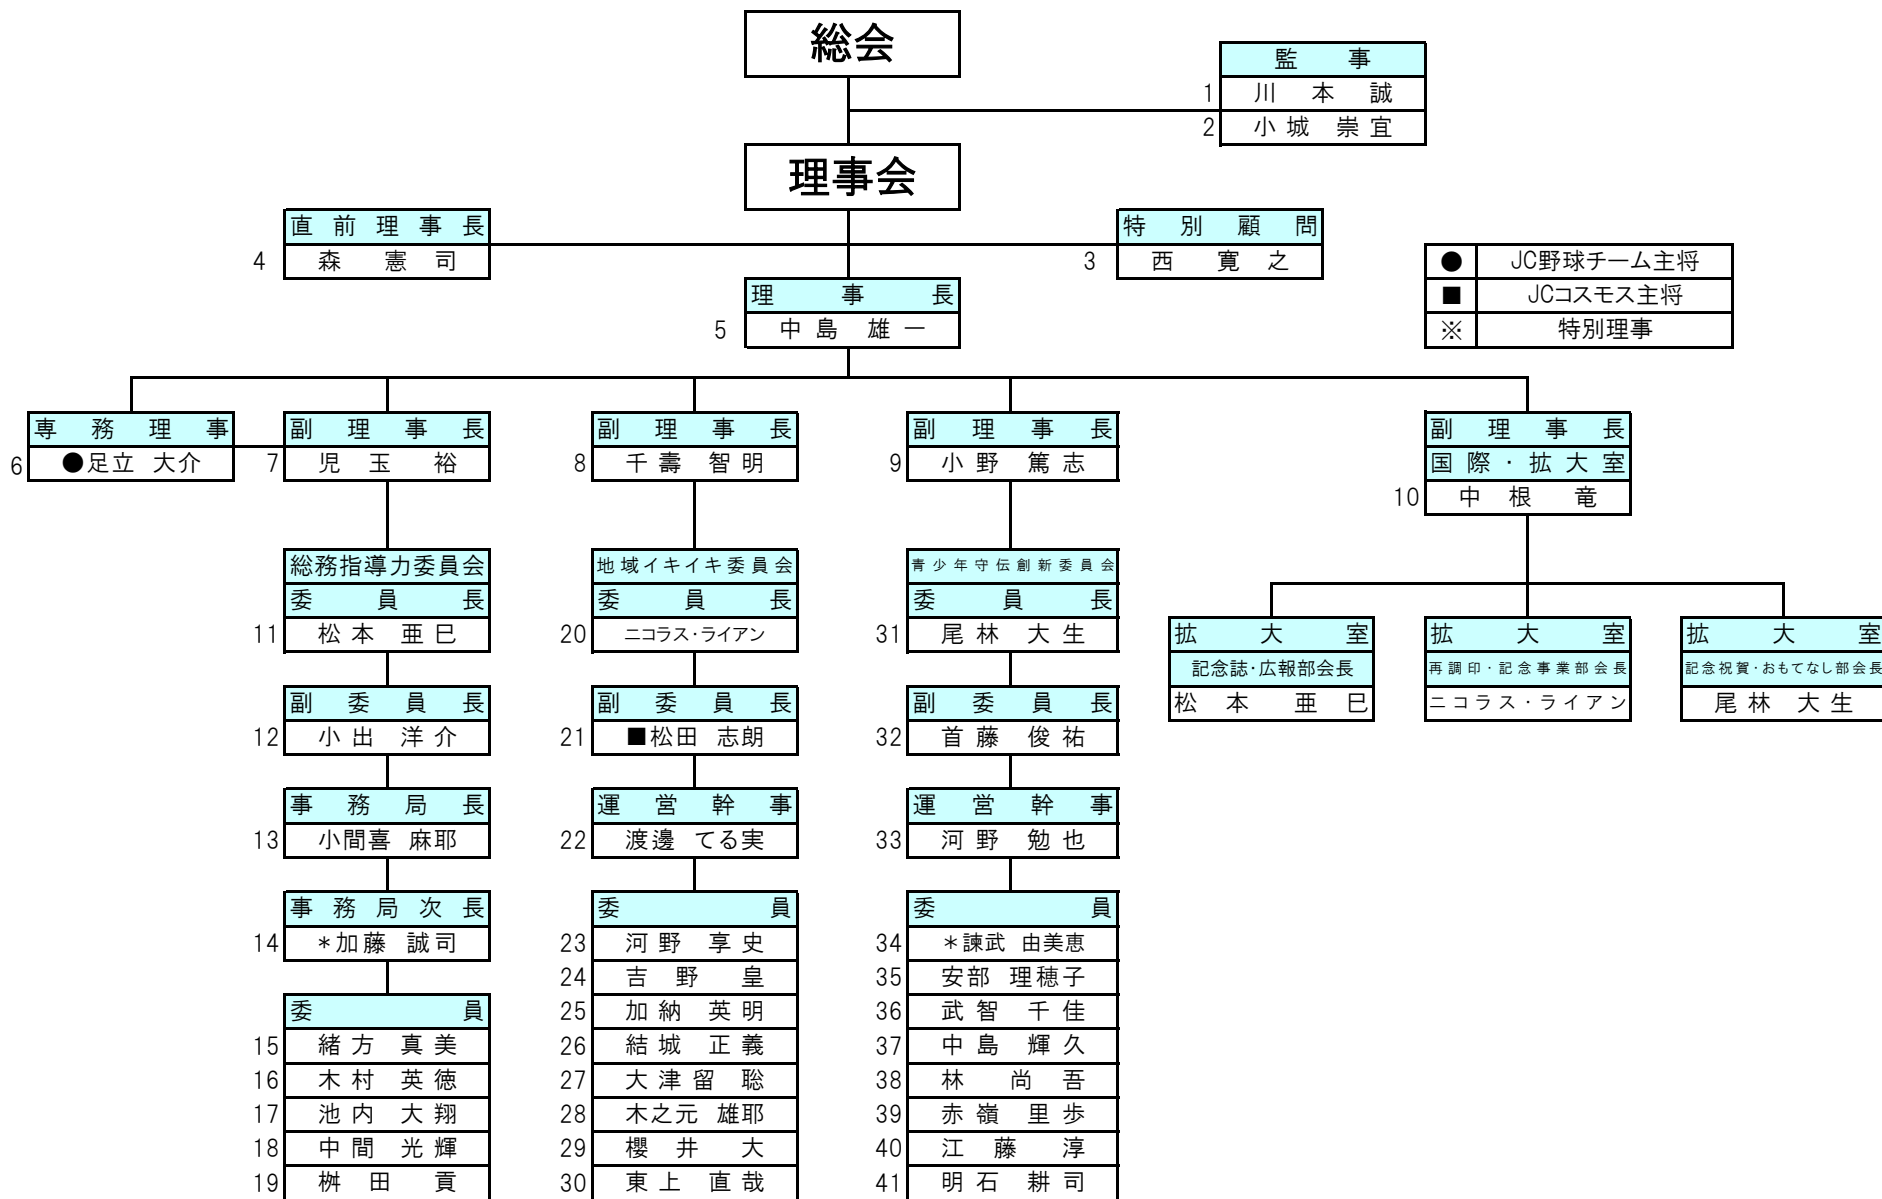 総会
監事
1 川本誠
2 小城 崇宜
理事会
直前理事長
4 森 憲司
特別顧問
3 西 寛之
● JC野球チーム主将
■ JCコスモス主将
※ 特別理事
理事長
5 中島 雄一
専務理事
6 ●足立 大介
副理事長
7 児玉 裕
副理事長
8 千壽 智明
副理事長
9 小野 篤志
副理事長
国際・拡大室
10 中根 竜
総務指導力委員会
委員長
11 松本 亜巳
副委員長
12 小出 洋介
事務局長
13 小間喜 麻耶
事務局次長
14 *加藤 誠司
委員
15 緒方 真美
16 木村 英徳
17 池内 大翔
18 中間 光輝
19 桝田 貢
地域イキイキ委員会
委員長
20 ニコラス・ライアン
副委員長
21 ■松田 志朗
運営幹事
22 渡邊 てる実
委員
23 河野 享史
24 吉野 皇
25 加納 英明
26 結城 正義
27 大津留 聡
28 木之元 雄耶
29 櫻井 大
30 東上 直哉
青少年守伝創新委員会
委員長
31 尾林 大生
副委員長
32 首藤 俊祐
運営幹事
33 河野 勉也
委員
34 *諫武 由美恵
35 安部 理穂子
36 武智 千佳
37 中島 輝久
38 林 尚吾
39 赤嶺 里歩
40 江藤 淳
41 明石 耕司
拡大室
記念誌・広報部会長
松本 亜巳
拡大室
再調印・記念事業部会長
ニコラス・ライアン
拡大室
記念祝賀・おもてなし部会長
尾林 大生